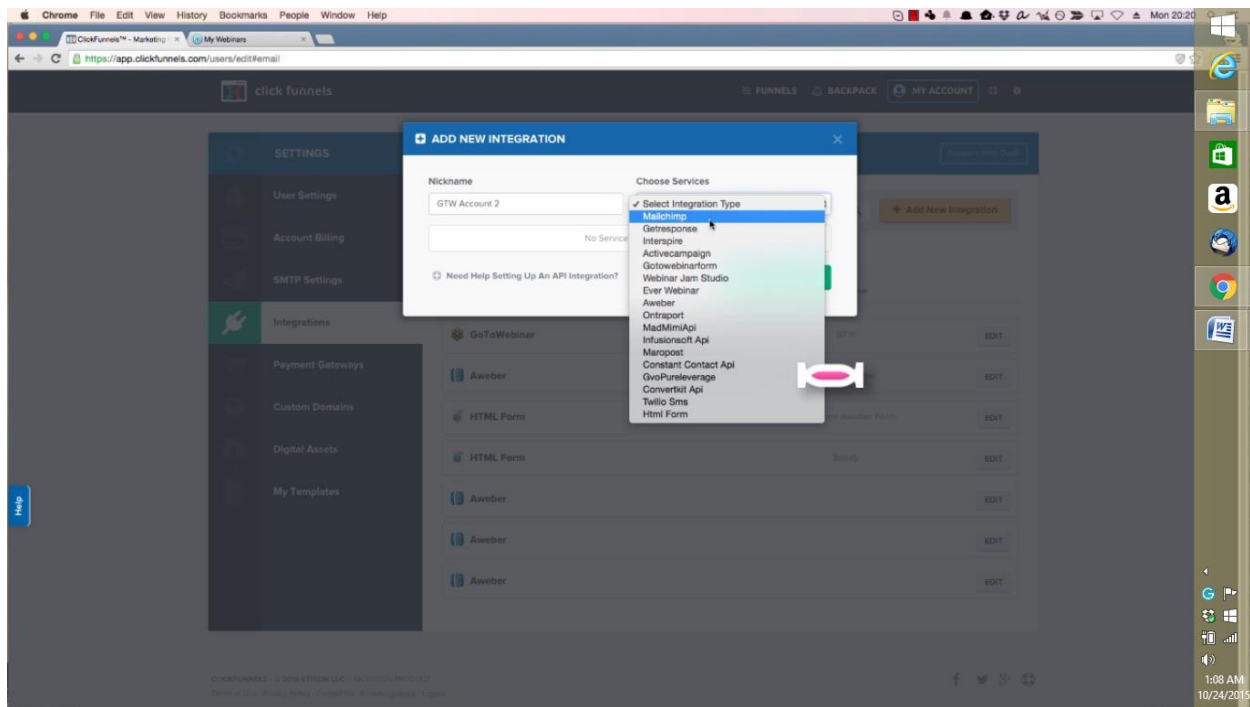 Chrome File Edit View History Bookmarks People Window Help
Mon 20:20
ClickFunnels™ - Marketing
My Webinars
https://app.clickfunnels.com/users/edit#email
click funnels
FUNNELS
BACKPACK
MY ACCOUNT
ADD NEW INTEGRATION
SETTINGS
Nickname
Choose Services
User Settings
GTW Account 2
✓ Select Integration Type
Add New Integration
Mailchimp
Getresponse
Account Billing
No Service
Interspire
Activecampaign
Gotowebinarform
Need Help Setting Up An API Integration?
Webinar Jam Studio
SMTP Settings
Ever Webinar
Aweber
Ontraport
Integrations
MadMimiApi
GoToWebinar
GTW
EDIT
Infusionsoft Api
Maropost
Payment Gateways
Constant Contact Api
Aweber
GvoPureleverage
EDIT
Convertkit Api
Twilio Sms
Custom Domains
Html Form
HTML Form
EDIT
Digital Assets
HTML Form
EDIT
My Templates
Aweber
EDIT
Help
Aweber
EDIT
Aweber
EDIT
1:08 AM
10/24/2015